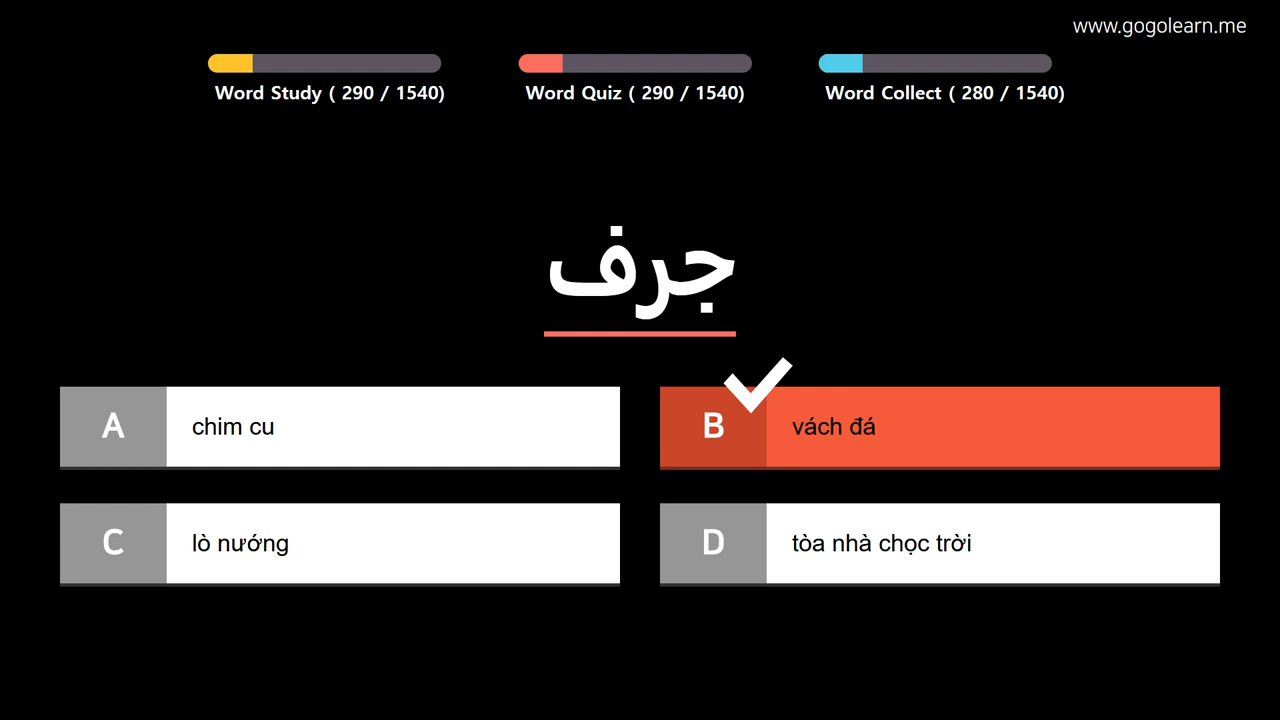 www.gogolearn.me
Word Study ( 290 / 1540)
Word Quiz ( 290 / 1540)
Word Collect ( 280 / 1540)
جرف
A chim cu
B vách đá
C lò nướng
D tòa nhà chọc trời